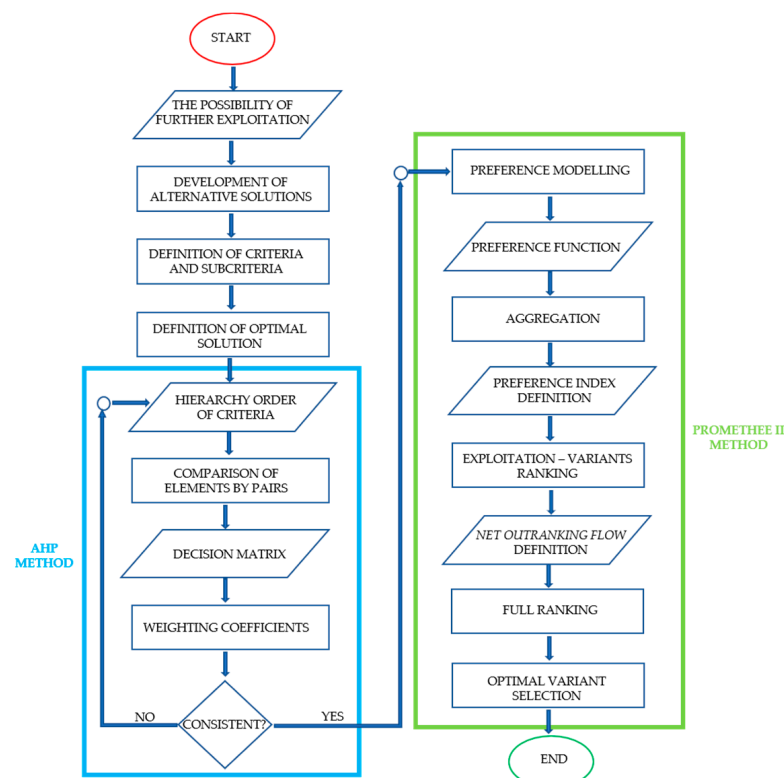 START
THE POSSIBILITY OF
FURTHER EXPLOITATION
DEVELOPMENT OF
ALTERNATIVE SOLUTIONS
DEFINITION OF CRITERIA
AND SUBCRITERIA
DEFINITION OF OPTIMAL
SOLUTION
HIERARCHY ORDER
OF CRITERIA
COMPARISON OF
ELEMENTS BY PAIRS
AHP
METHOD
DECISION MATRIX
WEIGHTING COEFFICIENTS
CONSISTENT?
NO
YES
PREFERENCE MODELLING
PREFERENCE FUNCTION
AGGREGATION
PREFERENCE INDEX
DEFINITION
PROMETHEE II
METHOD
EXPLOITATION – VARIANTS
RANKING
NET OUTRANKING FLOW
DEFINITION
FULL RANKING
OPTIMAL VARIANT
SELECTION
END